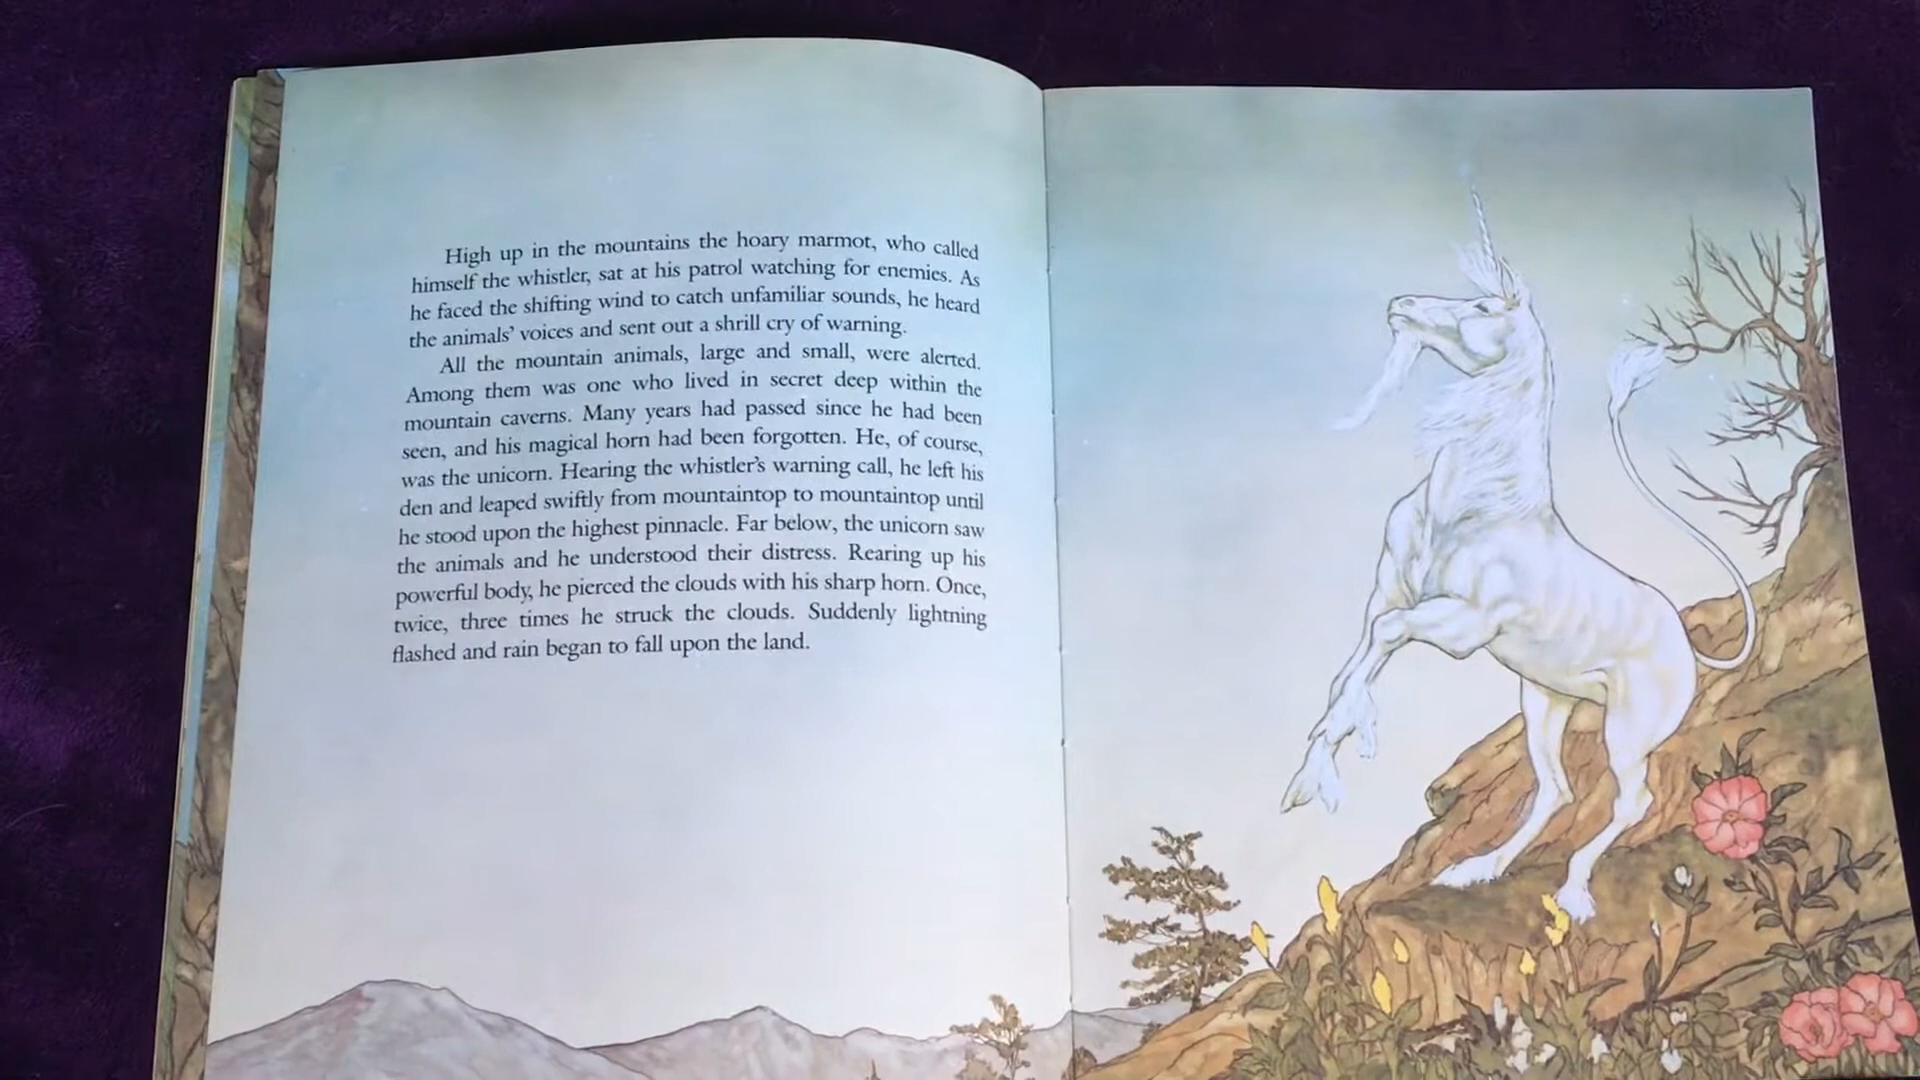 High up in the mountains the hoary marmot, who called
himself the whistler, sat at his patrol watching for enemies. As
he faced the shifting wind to catch unfamiliar sounds, he heard
the animals’ voices and sent out a shrill cry of warning.
All the mountain animals, large and small, were alerted.
Among them was one who lived in secret deep within the
mountain caverns. Many years had passed since he had been
seen, and his magical horn had been forgotten. He, of course,
was the unicorn. Hearing the whistler’s warning call, he left his
den and leaped swiftly from mountaintop to mountaintop until
he stood upon the highest pinnacle. Far below, the unicorn saw
the animals and he understood their distress. Rearing up his
powerful body, he pierced the clouds with his sharp horn. Once,
twice, three times he struck the clouds. Suddenly lightning
flashed and rain began to fall upon the land.